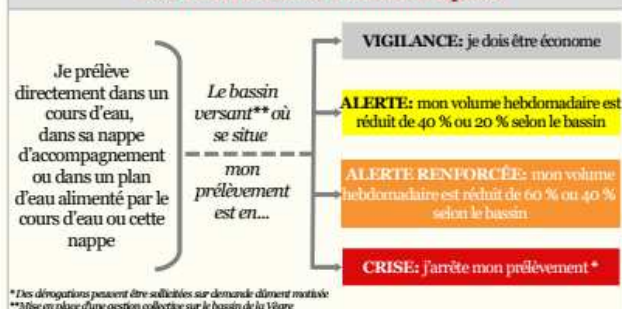 Je prélève
directement dans un
cours d'eau,
dans sa nappe
d'accompagnement
ou dans un plan
d'eau alimenté par le
cours d'eau ou cette
nappe
Le bassin
versant** où
se situe
mon
prélèvement
est en...
VIGILANCE: je dois être économe
ALERTE: mon volume hebdomadaire est
réduit de 40 % ou 20 % selon le bassin
ALERTE RENFORCÉE: mon volume
hebdomadaire est réduit de 60 % ou 40 %
selon le bassin
CRISE: j'arrête mon prélèvement *
* Des dérogations peuvent être sollicitées sur demande dûment motivée
**Mise en place d'une gestion collective sur le bassin de la Vègre